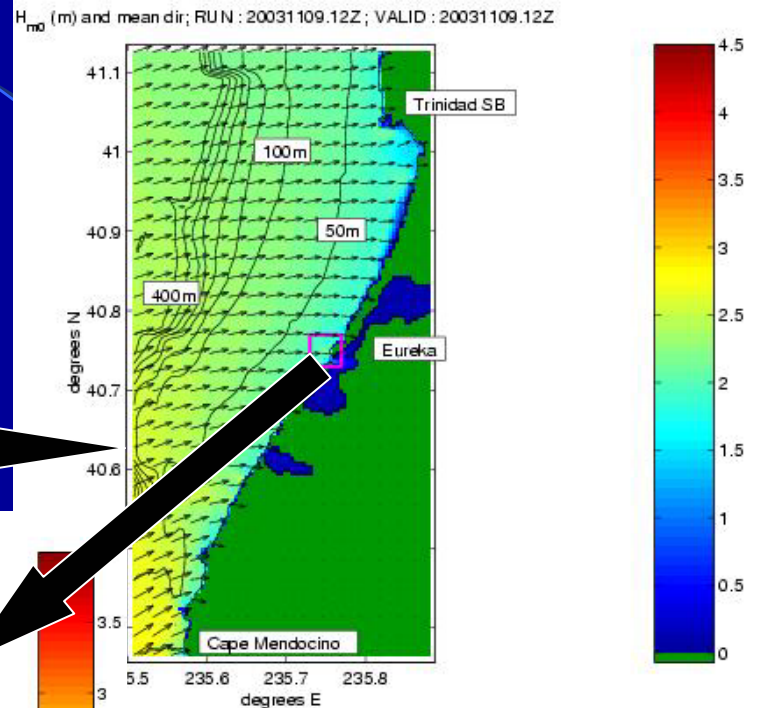 H_m0 (m) and mean dir; RUN : 20031109.12Z ; VALID : 20031109.12Z
41.1
41
40.9
40.8
40.7
40.6
degrees N
Trinidad SB
100m
50m
400m
Eureka
Cape Mendocino
5.5 235.6 235.7 235.8
degrees E
4.5
4
3.5
3
2.5
2
1.5
1
0.5
0
3.5
3